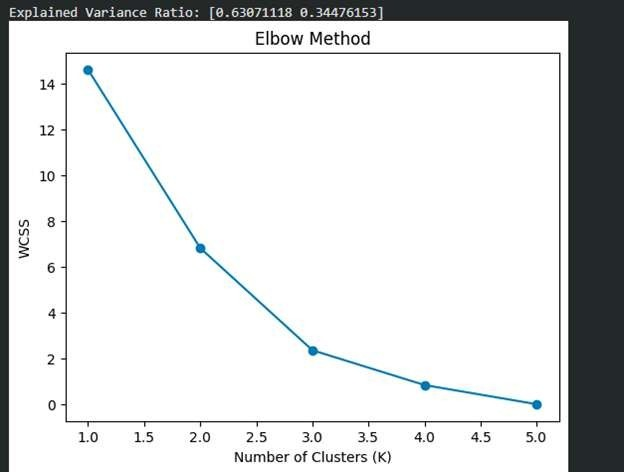 Explained Variance Ratio: [0.63071118 0.34476153]
Elbow Method
14
12
10
8
6
4
2
0
WCSS
1.0 1.5 2.0 2.5 3.0 3.5 4.0 4.5 5.0
Number of Clusters (K)